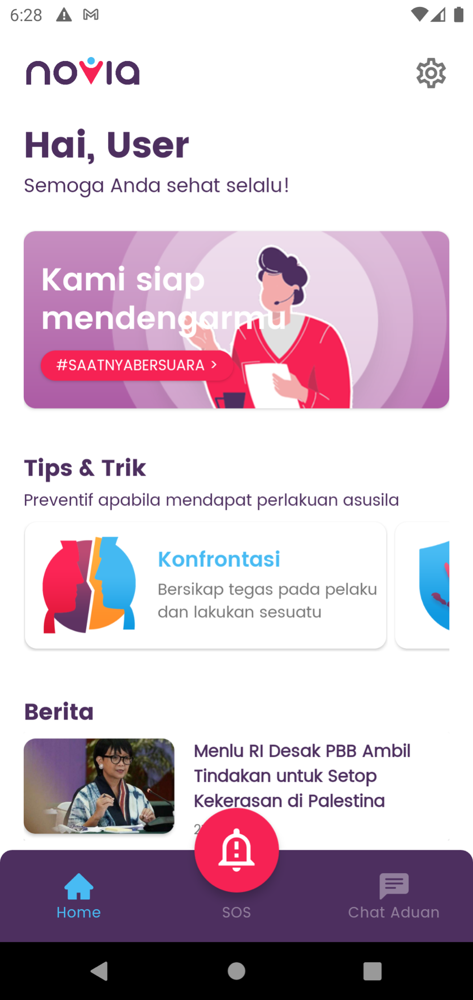 6:28
novia
Hai, User
Semoga Anda sehat selalu!
Kami siap
mendengarmu
#SAATNYABERSUARA >
Tips & Trik
Preventif apabila mendapat perlakuan asusila
Konfrontasi
Bersikap tegas pada pelaku
dan lakukan sesuatu
Berita
Menlu RI Desak PBB Ambil
Tindakan untuk Setop
Kekerasan di Palestina
Home
SOS
Chat Aduan